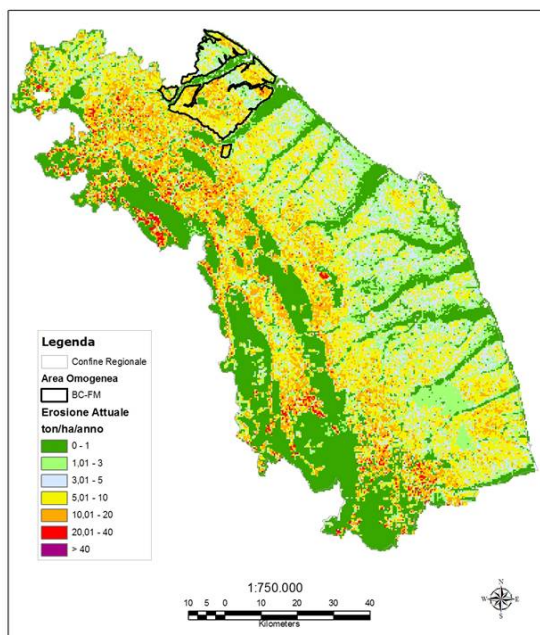 Legenda
Confine Regionale
Area Omogenea
BC-FM
Erosione Attuale
ton/ha/anno
0 - 1
1,01 - 3
3,01 - 5
5,01 - 10
10,01 - 20
20,01 - 40
> 40
1:750.000
10 5 0 10 20 30 40
Kilometers
N
W E
S